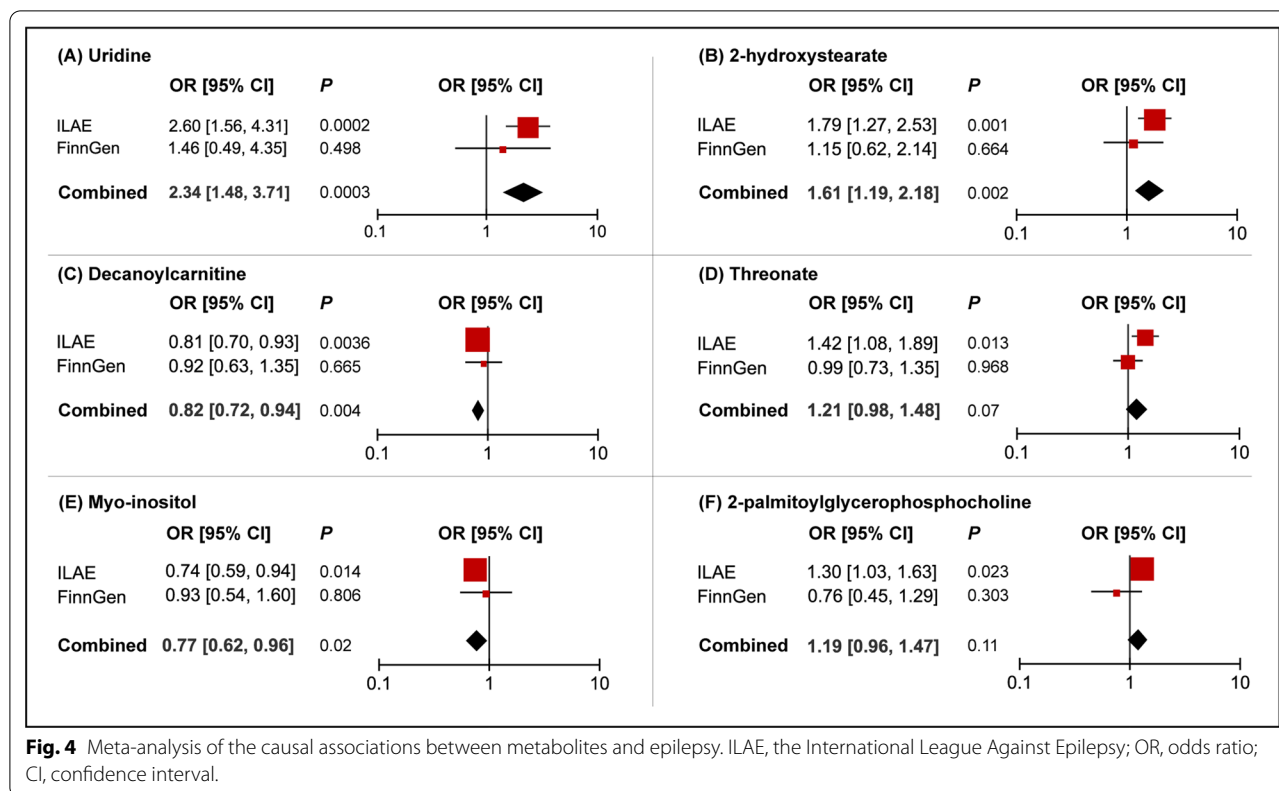 (A) Uridine
OR [95% CI] P OR [95% CI]
ILAE 2.60 [1.56, 4.31] 0.0002
FinnGen 1.46 [0.49, 4.35] 0.498
Combined 2.34 [1.48, 3.71] 0.0003
0.1 1 10
(B) 2-hydroxystearate
OR [95% CI] P OR [95% CI]
ILAE 1.79 [1.27, 2.53] 0.001
FinnGen 1.15 [0.62, 2.14] 0.664
Combined 1.61 [1.19, 2.18] 0.002
0.1 1 10
(C) Decanoylcarnitine
OR [95% CI] P OR [95% CI]
ILAE 0.81 [0.70, 0.93] 0.0036
FinnGen 0.92 [0.63, 1.35] 0.665
Combined 0.82 [0.72, 0.94] 0.004
0.1 1 10
(D) Threonate
OR [95% CI] P OR [95% CI]
ILAE 1.42 [1.08, 1.89] 0.013
FinnGen 0.99 [0.73, 1.35] 0.968
Combined 1.21 [0.98, 1.48] 0.07
0.1 1 10
(E) Myo-inositol
OR [95% CI] P OR [95% CI]
ILAE 0.74 [0.59, 0.94] 0.014
FinnGen 0.93 [0.54, 1.60] 0.806
Combined 0.77 [0.62, 0.96] 0.02
0.1 1 10
(F) 2-palmitoylglycerophosphocholine
OR [95% CI] P OR [95% CI]
ILAE 1.30 [1.03, 1.63] 0.023
FinnGen 0.76 [0.45, 1.29] 0.303
Combined 1.19 [0.96, 1.47] 0.11
0.1 1 10
Fig. 4 Meta-analysis of the causal associations between metabolites and epilepsy. ILAE, the International League Against Epilepsy; OR, odds ratio;
CI, confidence interval.